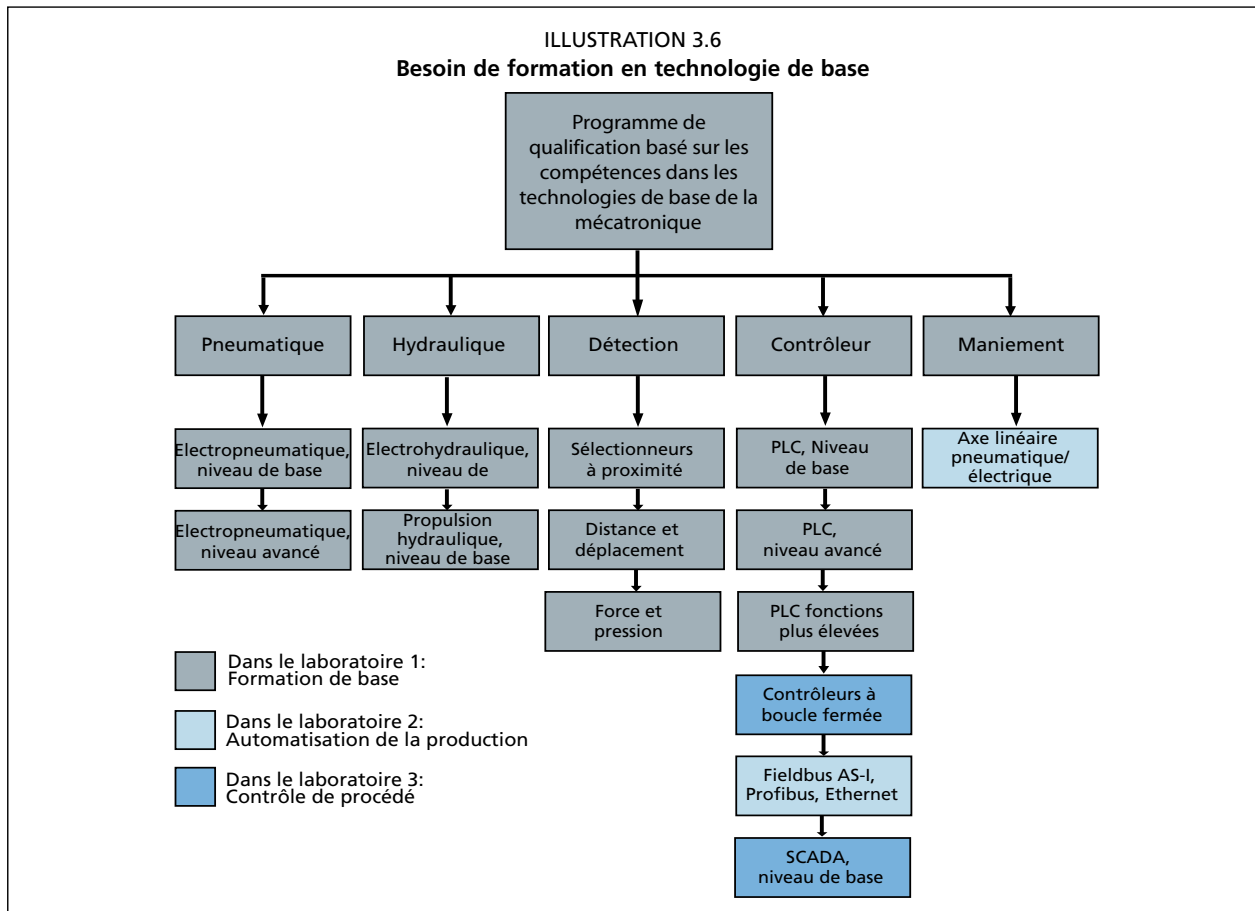 ILLUSTRATION 3.6
Besoin de formation en technologie de base
Programme de
qualification basé sur les
compétences dans les
technologies de base de la
mécatronique
Pneumatique
Hydraulique
Détection
Contrôleur
Maniement
Electropneumatique,
niveau de base
Electrohydraulique,
niveau de
Sélectionneurs
à proximité
PLC, Niveau
de base
Axe linéaire
pneumatique/
électrique
Electropneumatique,
niveau avancé
Propulsion
hydraulique,
niveau de base
Distance et
déplacement
PLC,
niveau avancé
Force et
pression
PLC fonctions
plus élevées
Contrôleurs à
boucle fermée
Fieldbus AS-I,
Profibus, Ethernet
SCADA,
niveau de base
Dans le laboratoire 1:
Formation de base
Dans le laboratoire 2:
Automatisation de la production
Dans le laboratoire 3:
Contrôle de procédé